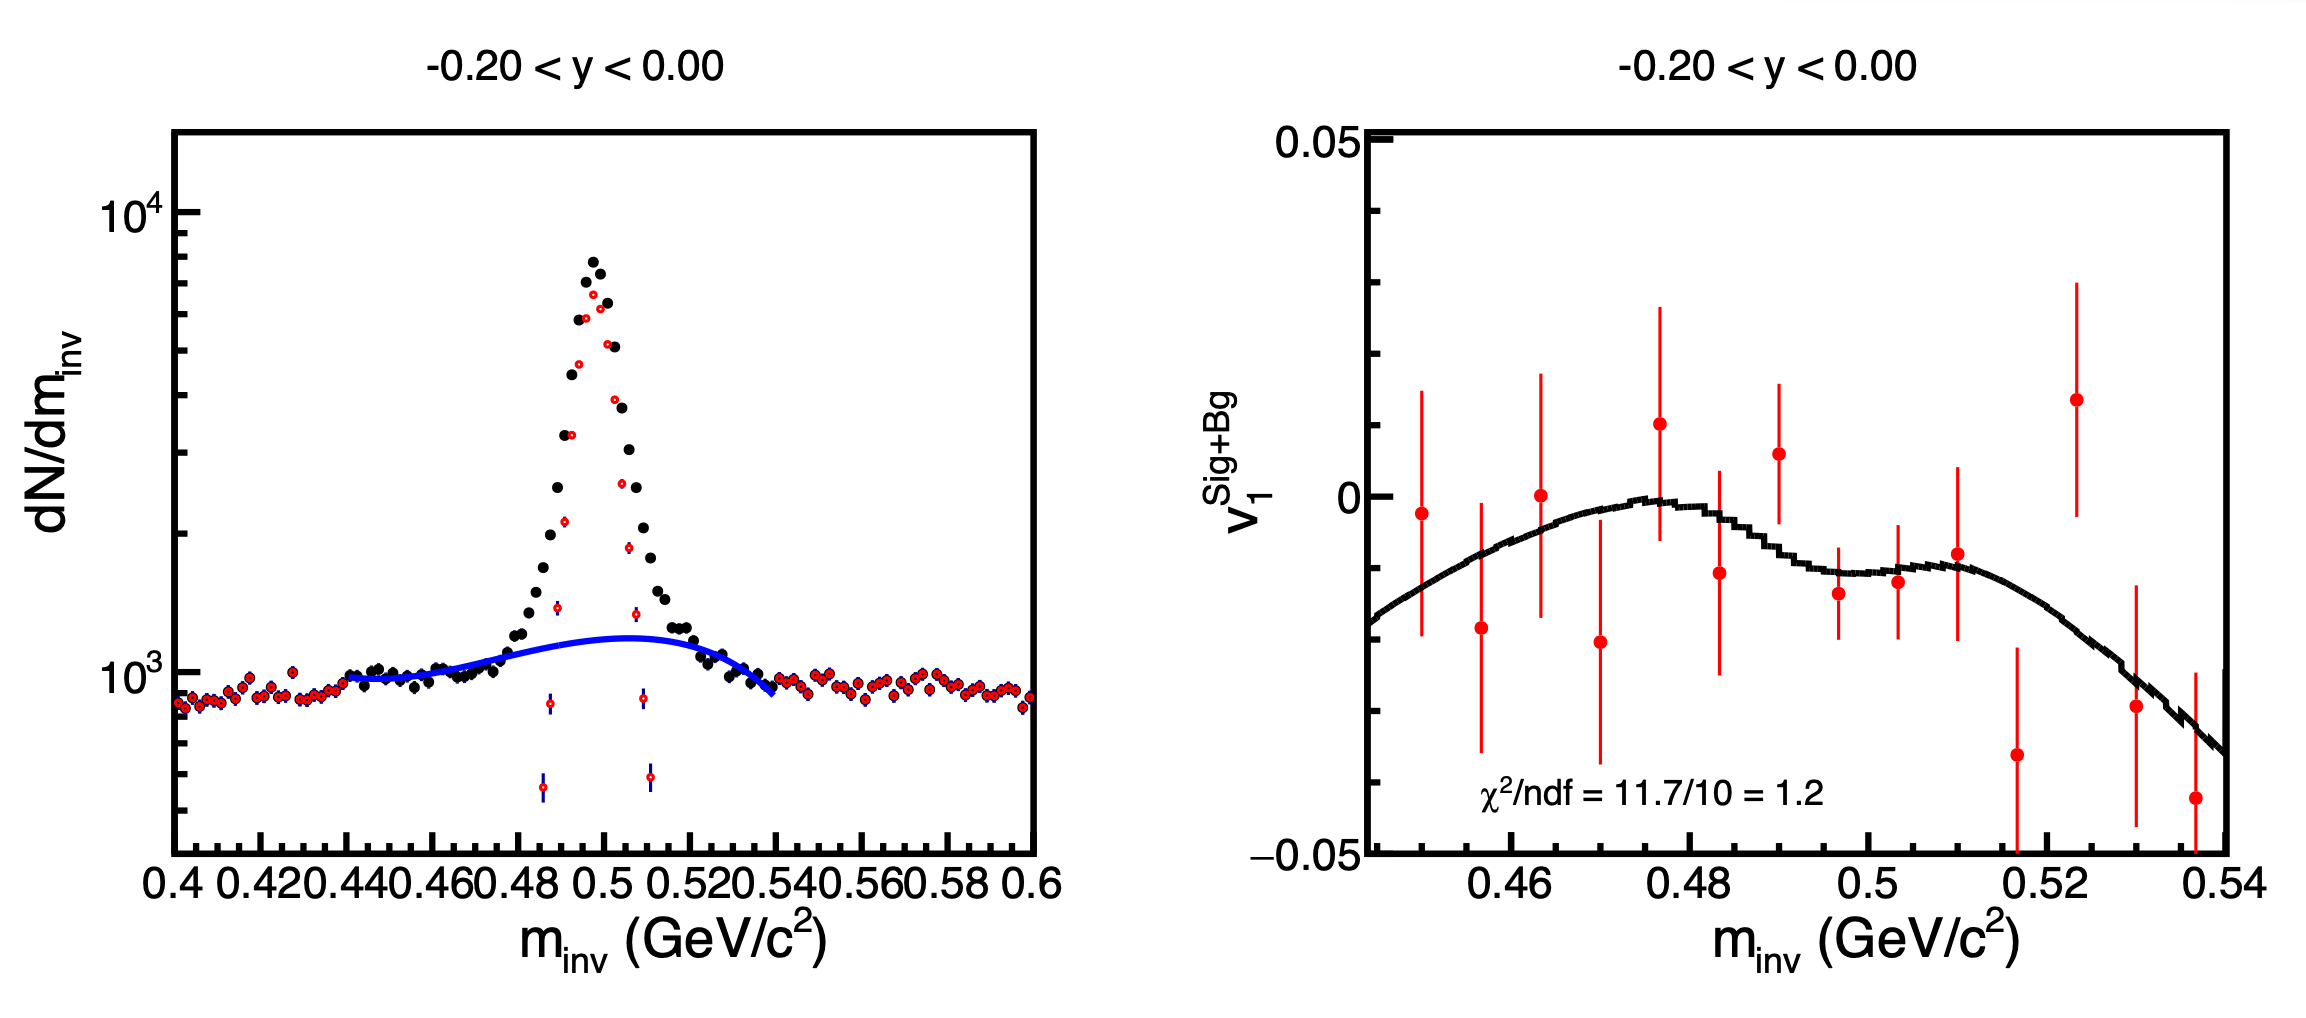 -0.20 < y < 0.00
10⁴
10³
dN/dm_inv
0.4 0.42 0.44 0.46 0.48 0.5 0.52 0.54 0.56 0.58 0.6
m_inv (GeV/c²)
-0.20 < y < 0.00
0.05
0
−0.05
v₁^Sig+Bg
χ²/ndf = 11.7/10 = 1.2
0.46 0.48 0.5 0.52 0.54
m_inv (GeV/c²)